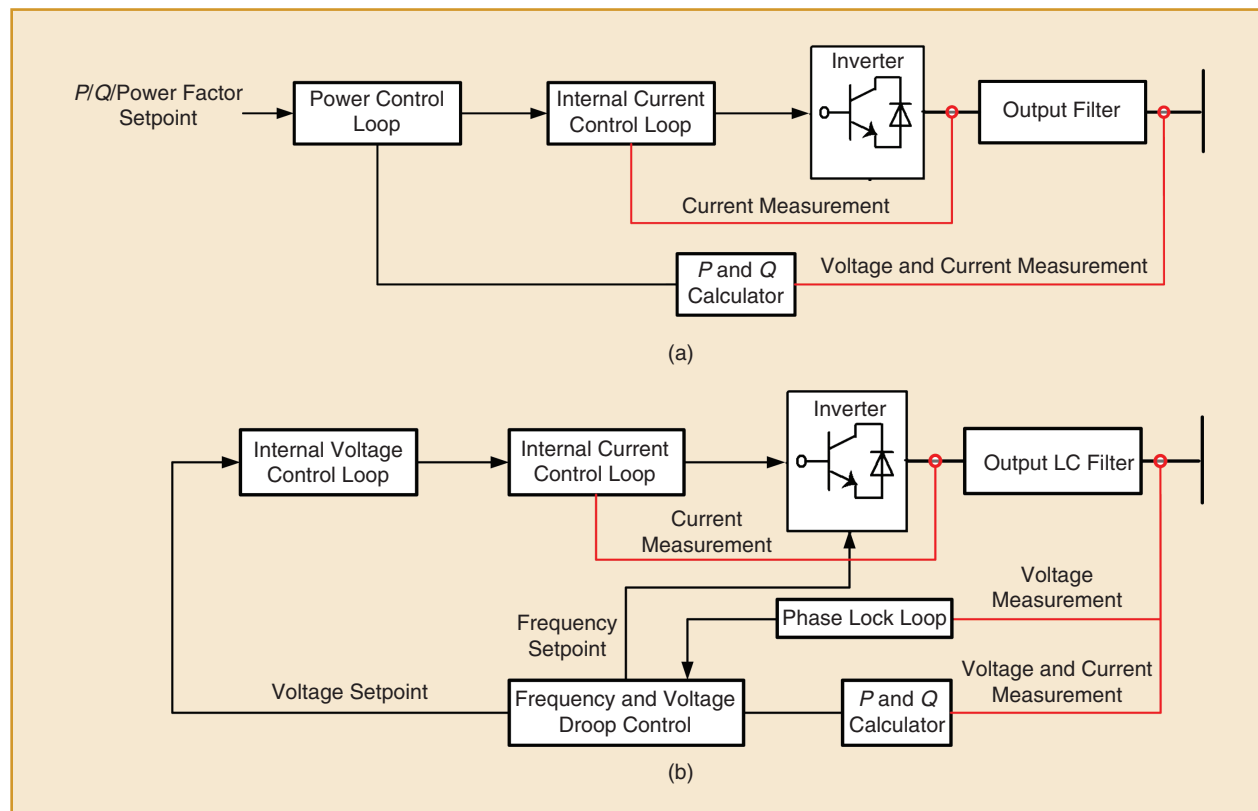 Inverter
P/Q/Power Factor
Setpoint
Power Control
Loop
Internal Current
Control Loop
Output Filter
Current Measurement
P and Q
Calculator
Voltage and Current Measurement
(a)
Inverter
Internal Voltage
Control Loop
Internal Current
Control Loop
Output LC Filter
Current
Measurement
Voltage
Measurement
Frequency
Setpoint
Phase Lock Loop
Voltage Setpoint
Frequency and Voltage
Droop Control
P and Q
Calculator
Voltage and Current
Measurement
(b)